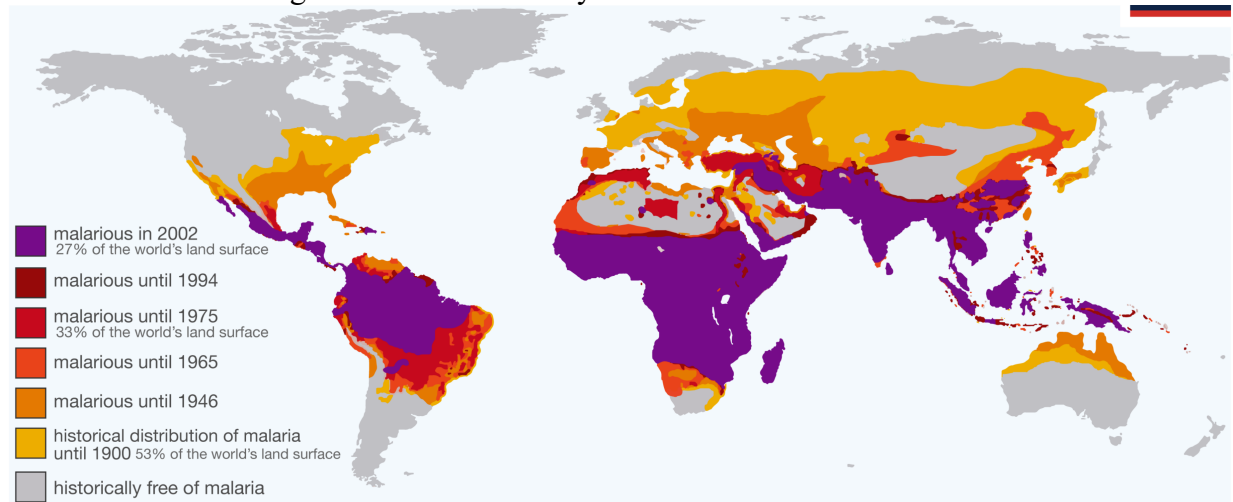 malarious in 2002
27% of the world's land surface
malarious until 1994
malarious until 1975
33% of the world's land surface
malarious until 1965
malarious until 1946
historical distribution of malaria
until 1900 53% of the world's land surface
historically free of malaria